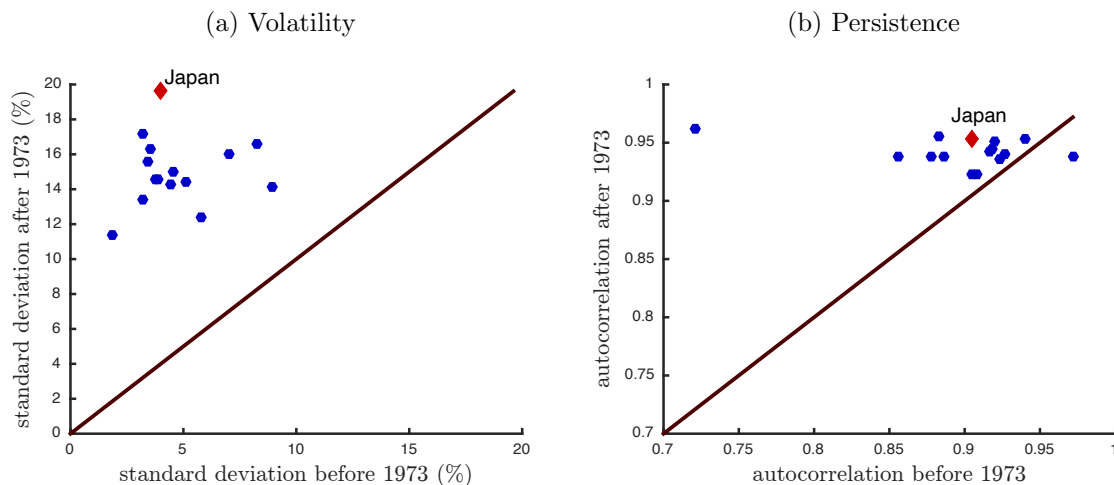 (a) Volatility
20
18
16
14
12
10
8
6
4
2
0
0 5 10 15 20
Japan
standard deviation after 1973 (%)
standard deviation before 1973 (%)
(b) Persistence
1
0.95
0.9
0.85
0.8
0.75
0.7
0.7 0.75 0.8 0.85 0.9 0.95 1
Japan
autocorrelation after 1973
autocorrelation before 1973